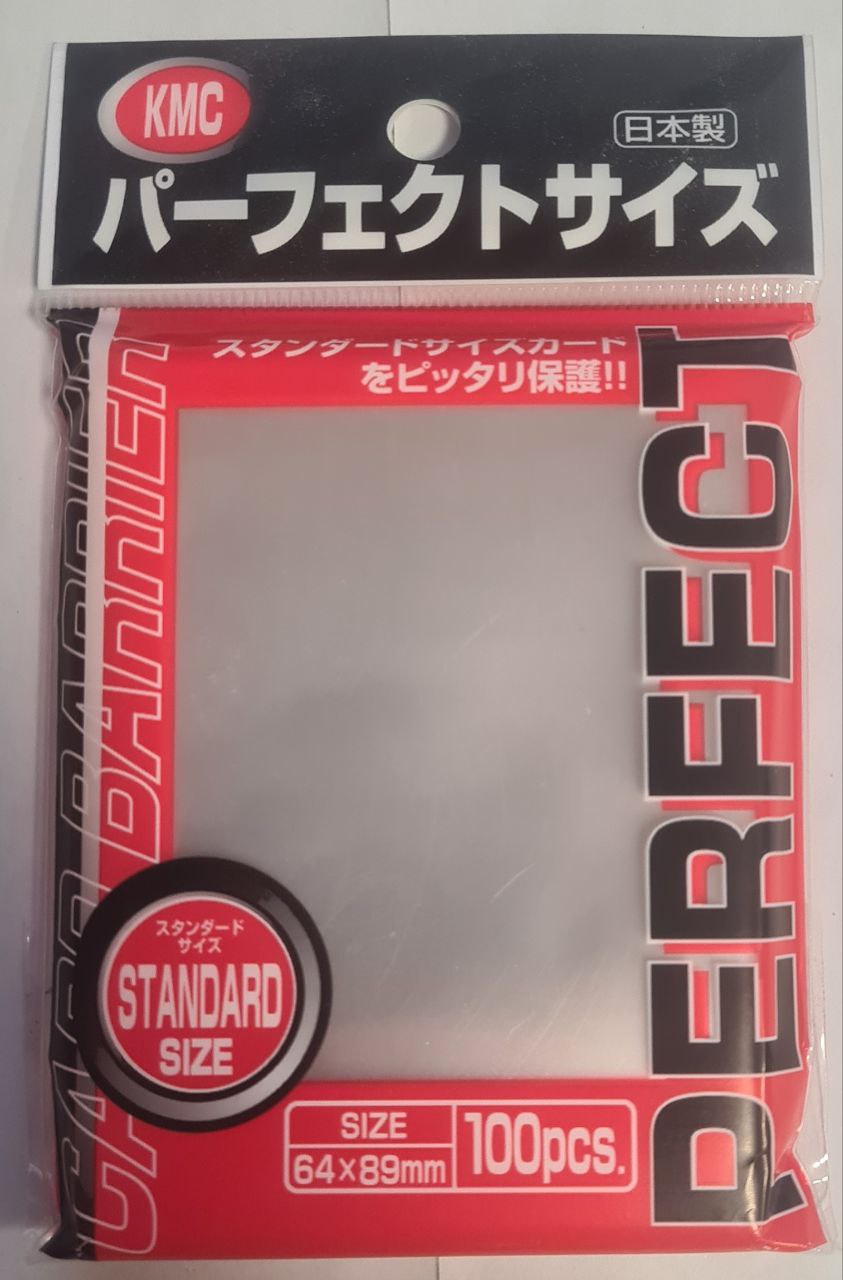 KMC
日本製
パーフェクトサイズ
スタンダードサイズカード
をピッタリ保護!!
PERFECT
CARD BARRIER
スタンダード
サイズ
STANDARD
SIZE
SIZE
64×89mm
100pcs.